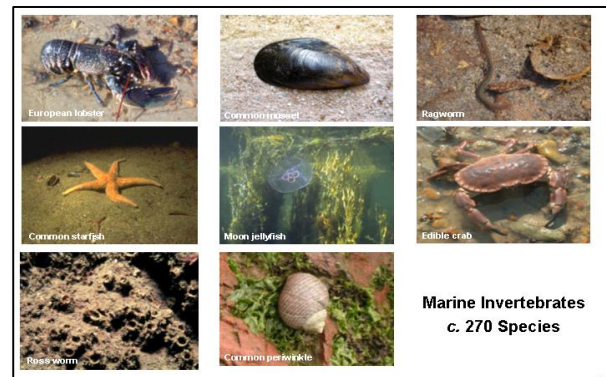 European lobster
Common mussel
Ragworm
Common starfish
Moon jellyfish
Edible crab
Ross worm
Common periwinkle
Marine Invertebrates
c. 270 Species